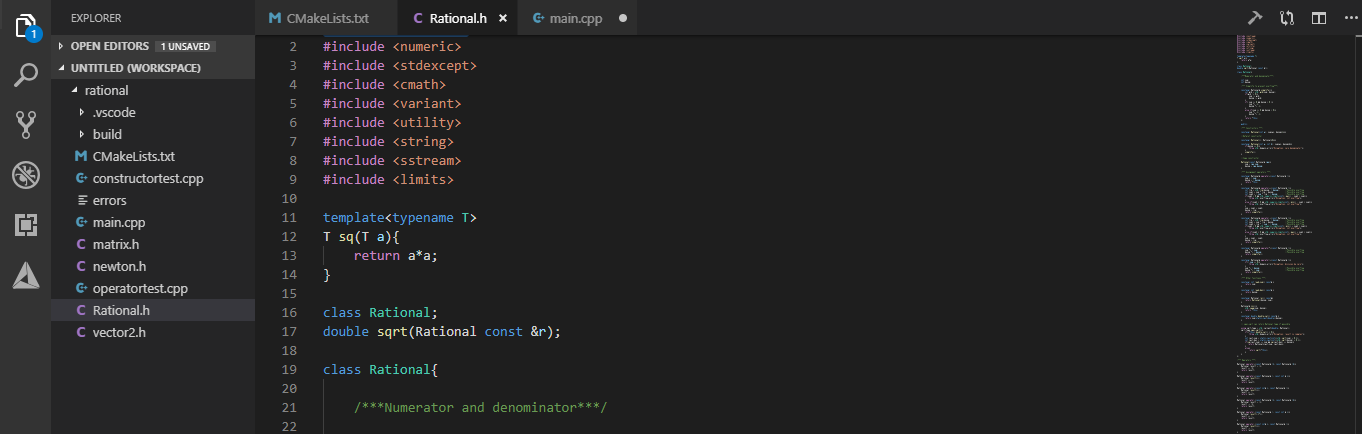 EXPLORER
CMakeLists.txt
Rational.h
main.cpp
1
OPEN EDITORS 1 UNSAVED
UNTITLED (WORKSPACE)
rational
.vscode
build
CMakeLists.txt
constructortest.cpp
errors
main.cpp
matrix.h
newton.h
operatortest.cpp
Rational.h
vector2.h
2 #include <numeric>
3 #include <stdexcept>
4 #include <cmath>
5 #include <variant>
6 #include <utility>
7 #include <string>
8 #include <sstream>
9 #include <limits>
10
11 template<typename T>
12 T sq(T a){
13     return a*a;
14 }
15
16 class Rational;
17 double sqrt(Rational const &r);
18
19 class Rational{
20
21     /***Numerator and denominator***/
22